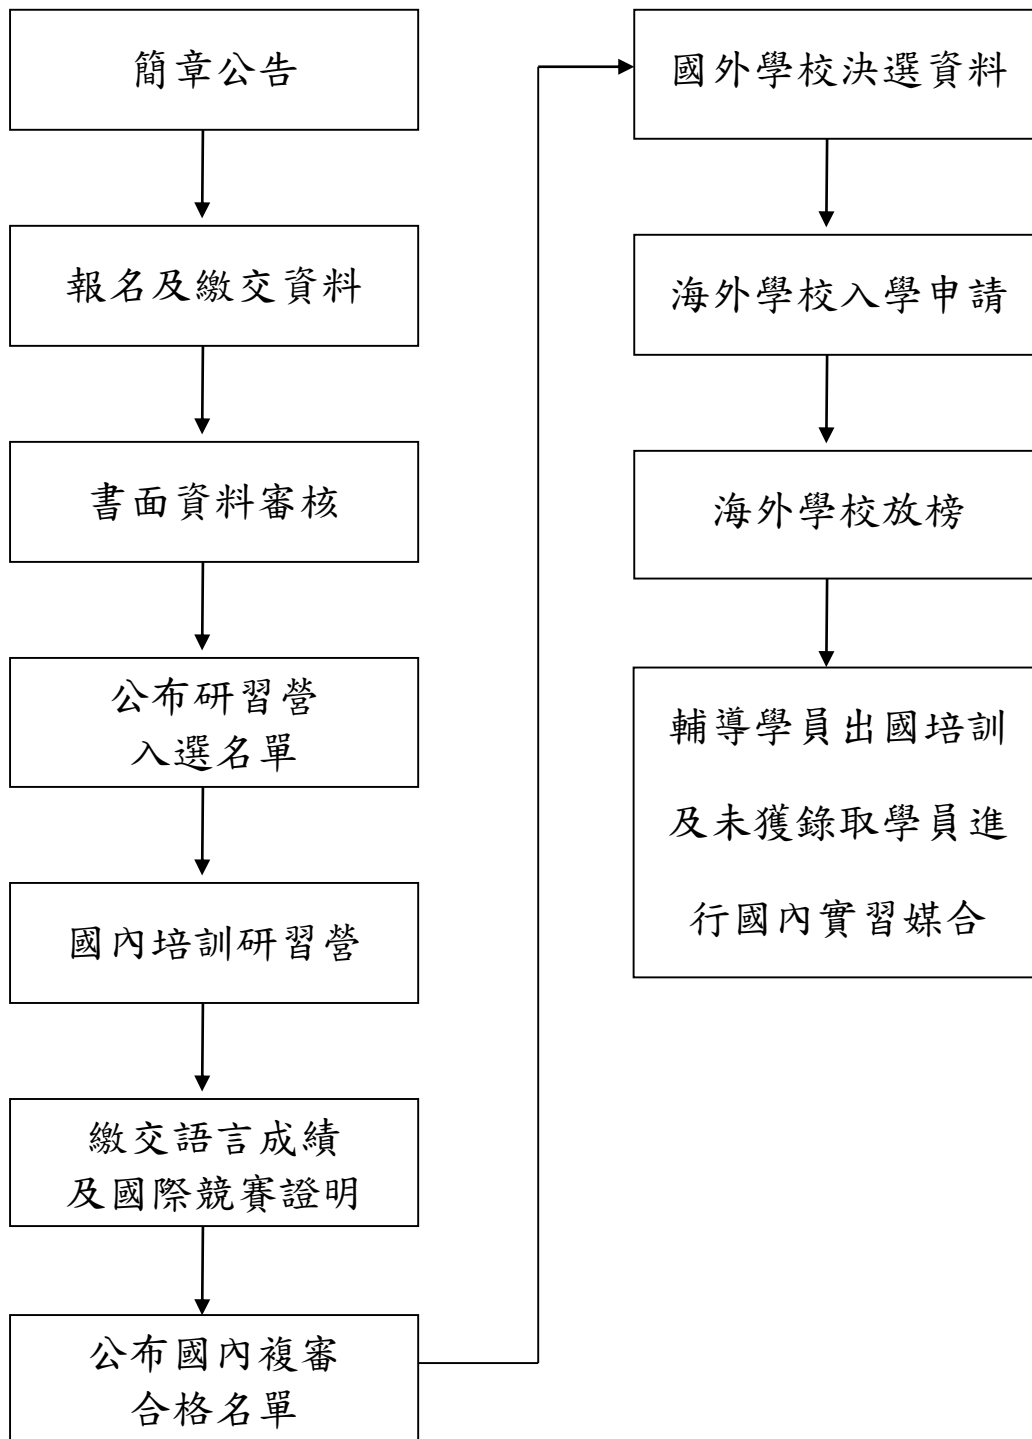 簡章公告
報名及繳交資料
書面資料審核
公布研習營
入選名單
國內培訓研習營
繳交語言成績
及國際競賽證明
公布國內複審
合格名單
國外學校決選資料
海外學校入學申請
海外學校放榜
輔導學員出國培訓
及未獲錄取學員進
行國內實習媒合